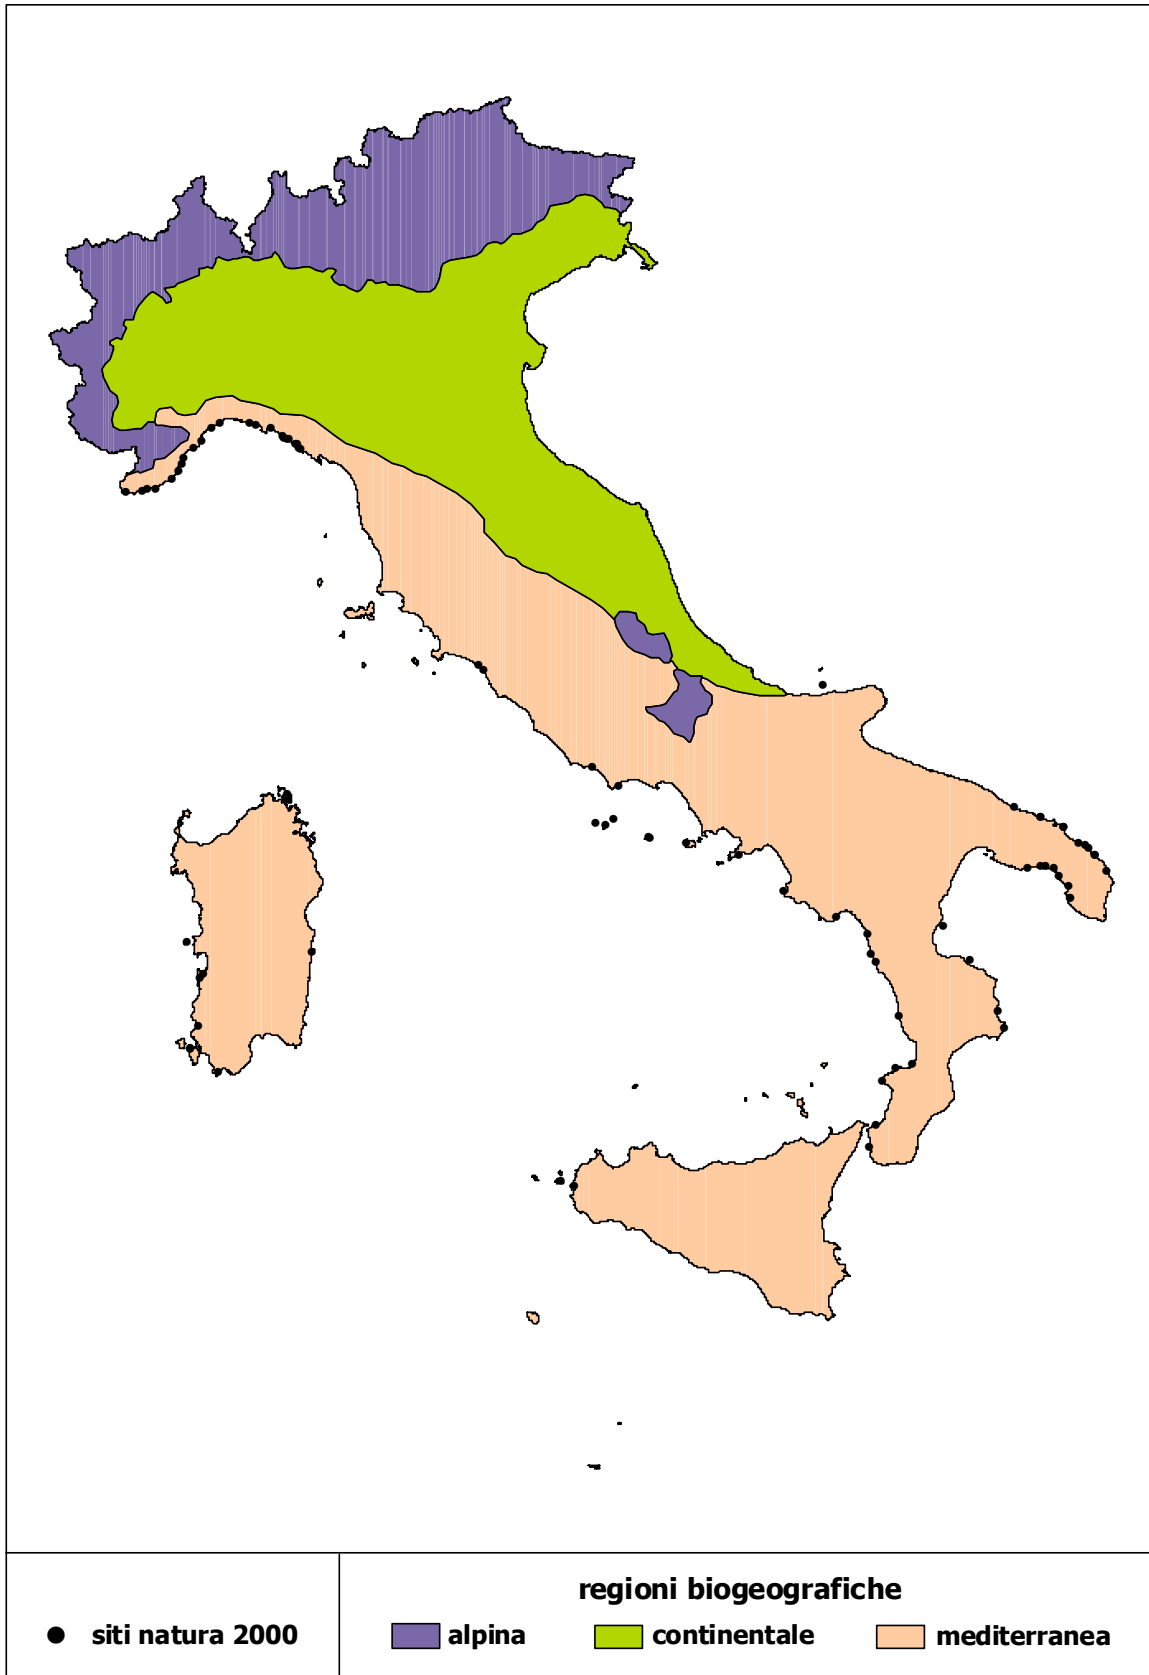 regioni biogeografiche
siti natura 2000
alpina
continentale
mediterranea